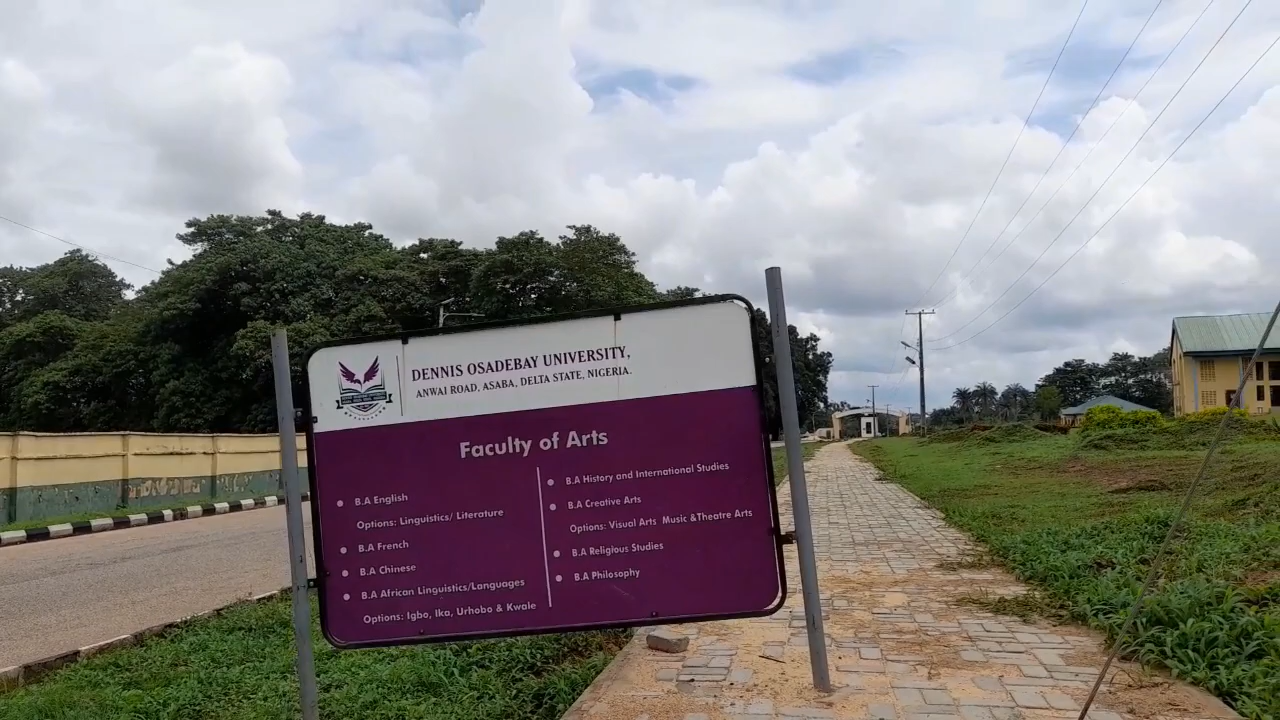 DENNIS OSADEBAY UNIVERSITY,
ANWAI ROAD, ASABA, DELTA STATE, NIGERIA.
Faculty of Arts
B.A English
Options: Linguistics/ Literature
B.A French
B.A Chinese
B.A African Linguistics/Languages
Options: Igbo, Ika, Urhobo & Kwale
B.A History and International Studies
B.A Creative Arts
Options: Visual Arts Music &Theatre Arts
B.A Religious Studies
B.A Philosophy